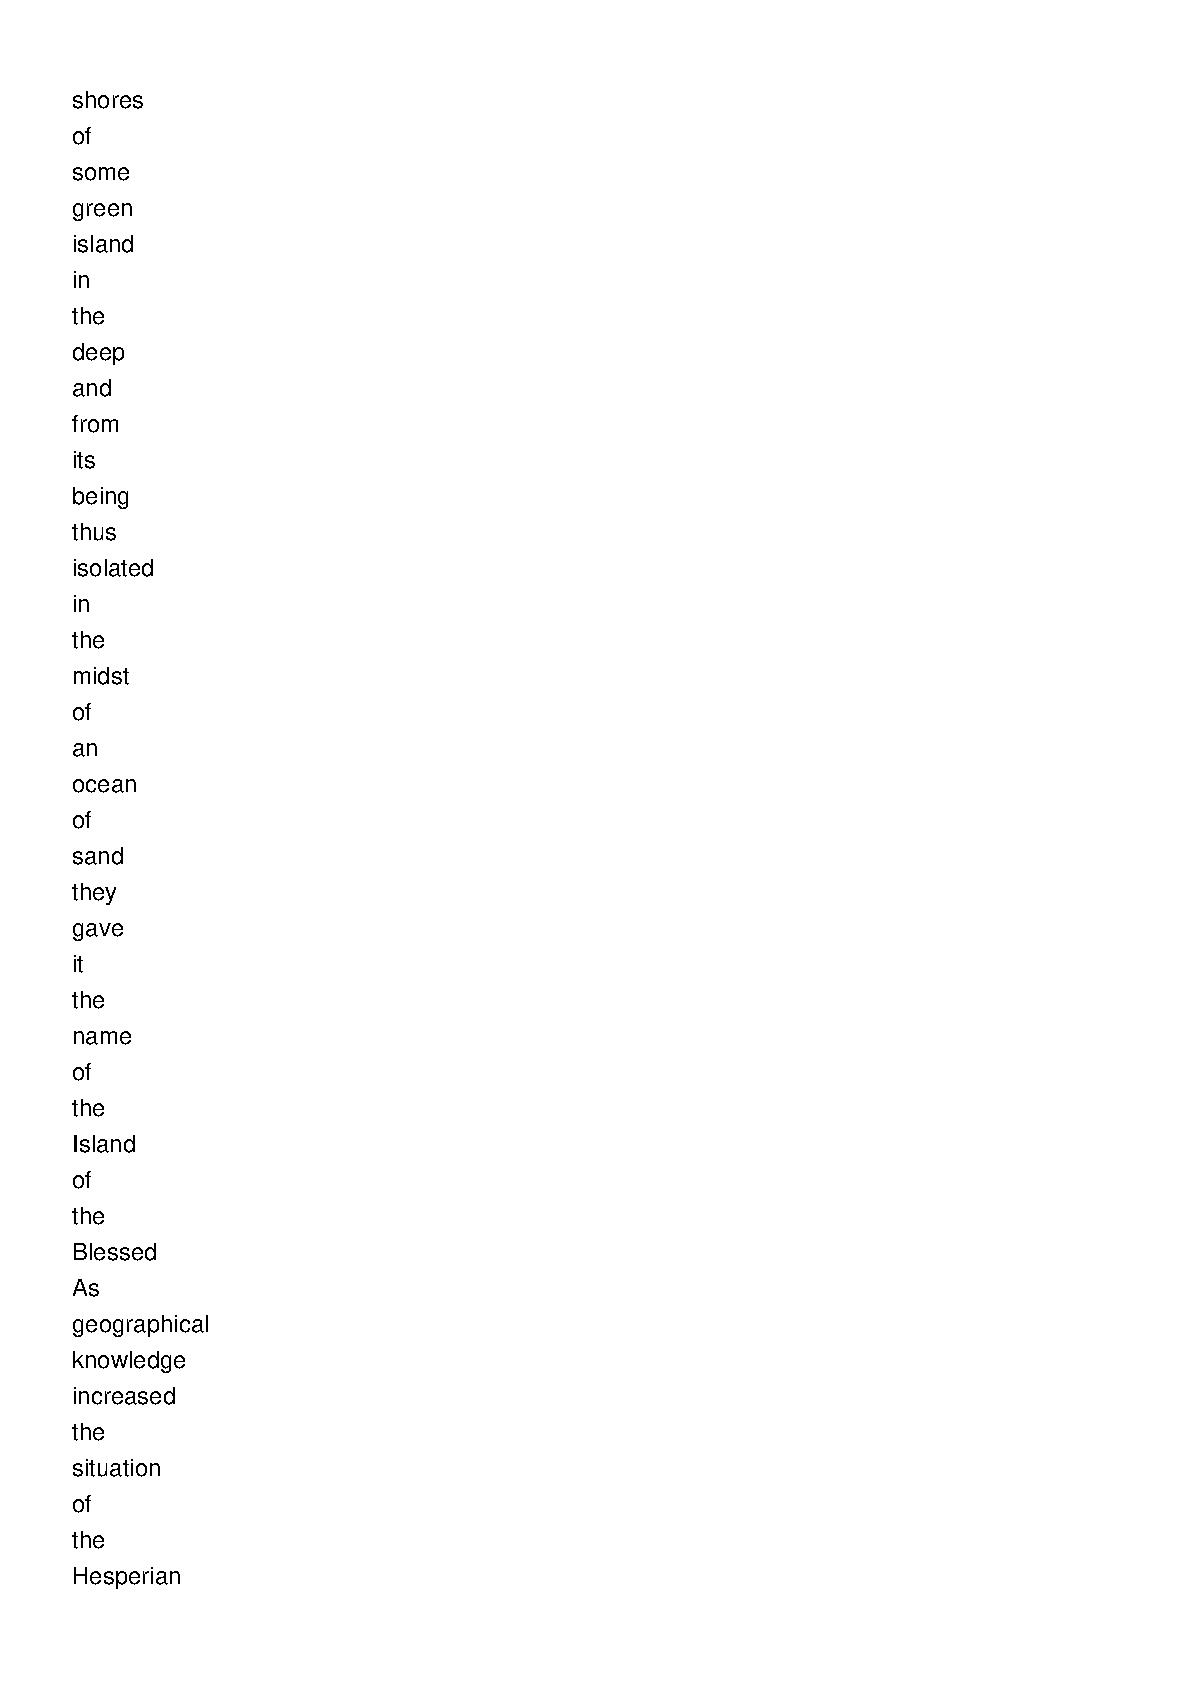 shores
of
some
green
island
in
the
deep
and
from
its
being
thus
isolated
in
the
midst
of
an
ocean
of
sand
they
gave
it
the
name
of
the
Island
of
the
Blessed
As
geographical
knowledge
increased
the
situation
of
the
Hesperian